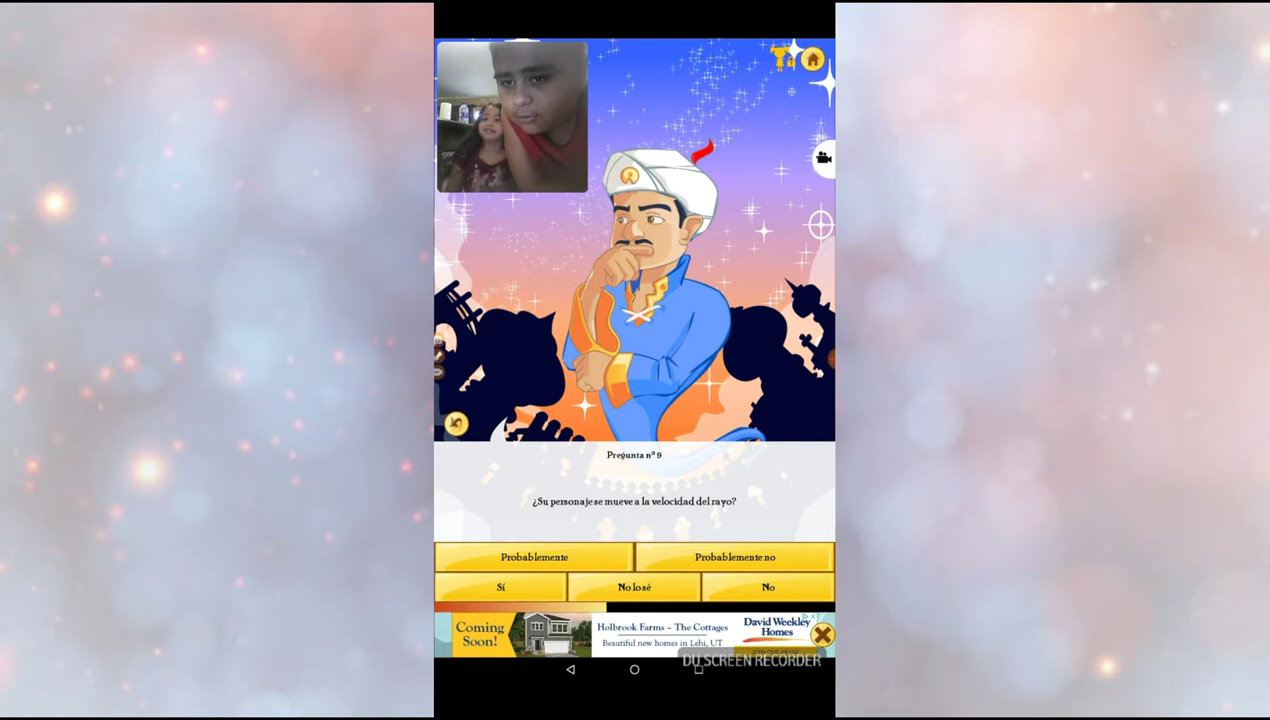 Pregunta nº 9
¿Su personaje se mueve a la velocidad del rayo?
Probablemente
Probablemente no
Sí
No lo sé
No
Coming
Soon!
Holbrook Farms – The Cottages
Beautiful new homes in Lehi, UT
David Weekley
Homes
DU SCREEN RECORDER